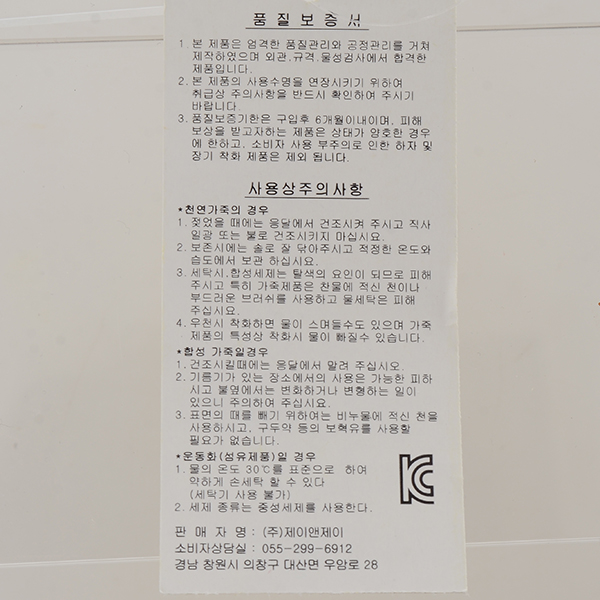 품질보증서
1. 본 제품은 엄격한 품질관리와 공정관리를 거쳐
제작하였으며 외관,규격,물성검사에서 합격한
제품입니다.
2. 본 제품의 사용수명을 연장시키기 위하여
취급상 주의사항을 반드시 확인하여 주시기
바랍니다.
3. 품질보증기한은 구입후 6개월이내이며, 피해
보상을 받고자하는 제품은 상태가 양호한 경우
에 한하고, 소비자 사용 부주의로 인한 하자 및
장기 착화 제품은 제외 됩니다.
사용상주의사항
*천연가죽의 경우
1. 젖었을 때에는 응달에서 건조시켜 주시고 직사
일광 또는 불로 건조시키지 마십시요.
2. 보존시에는 솔로 잘 닦아주시고 적정한 온도와
습도에서 보관 하십시요.
3. 세탁시,합성세제는 탈색의 요인이 되므로 피해
주시고 특히 가죽제품은 찬물에 적신 천이나
부드러운 브러쉬를 사용하고 물세탁은 피해
주십시요.
4. 우천시 착화하면 물이 스며들수도 있으며 가죽
제품의 특성상 착화시 물이 빠질수 있습니다.
*합성 가죽일경우
1. 건조시킬때에는 응달에서 말려 주십시오.
2. 기름기가 있는 장소에서의 사용은 가능한 피하
시고 불옆에서는 변화하거나 변형하는 일이
있으니 주의하여 주십시요.
3. 표면의 때를 빼기 위하여는 비누물에 적신 천을
사용하시고, 구두약 등의 보혁유를 사용할
필요가 없습니다.
*운동화(섬유제품)일 경우
1. 물의 온도 30℃를 표준으로 하여
약하게 손세탁 할 수 있다
(세탁기 사용 불가)
2. 세제 종류는 중성세제를 사용한다.
KC
판 매 자 명 : (주)제이앤제이
소비자상담실 : 055-299-6912
경남 창원시 의창구 대산면 우암로 28